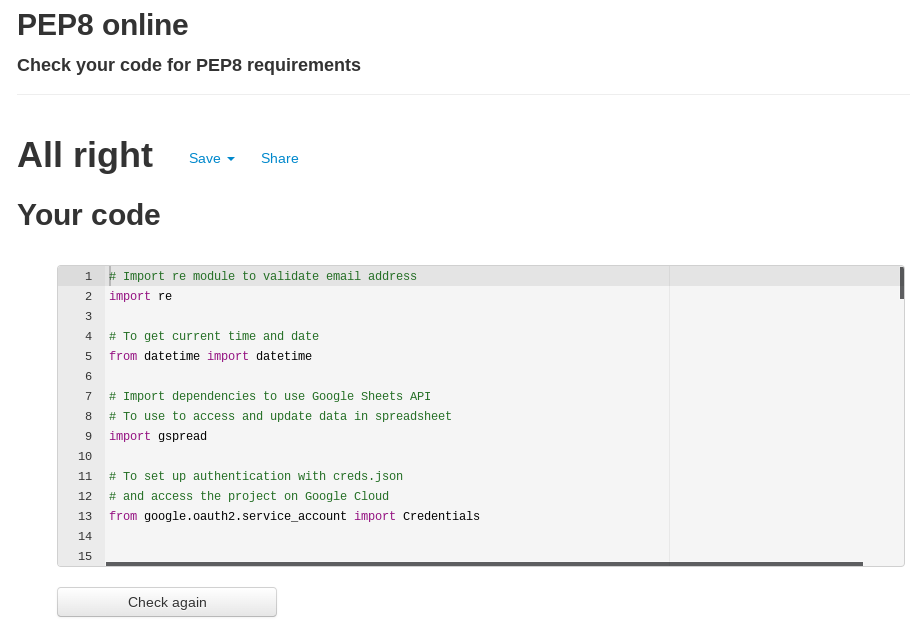 PEP8 online
Check your code for PEP8 requirements
All right Save Share
Your code
1 # Import re module to validate email address
2 import re
3
4 # To get current time and date
5 from datetime import datetime
6
7 # Import dependencies to use Google Sheets API
8 # To use to access and update data in spreadsheet
9 import gspread
10
11 # To set up authentication with creds.json
12 # and access the project on Google Cloud
13 from google.oauth2.service_account import Credentials
14
15
Check again